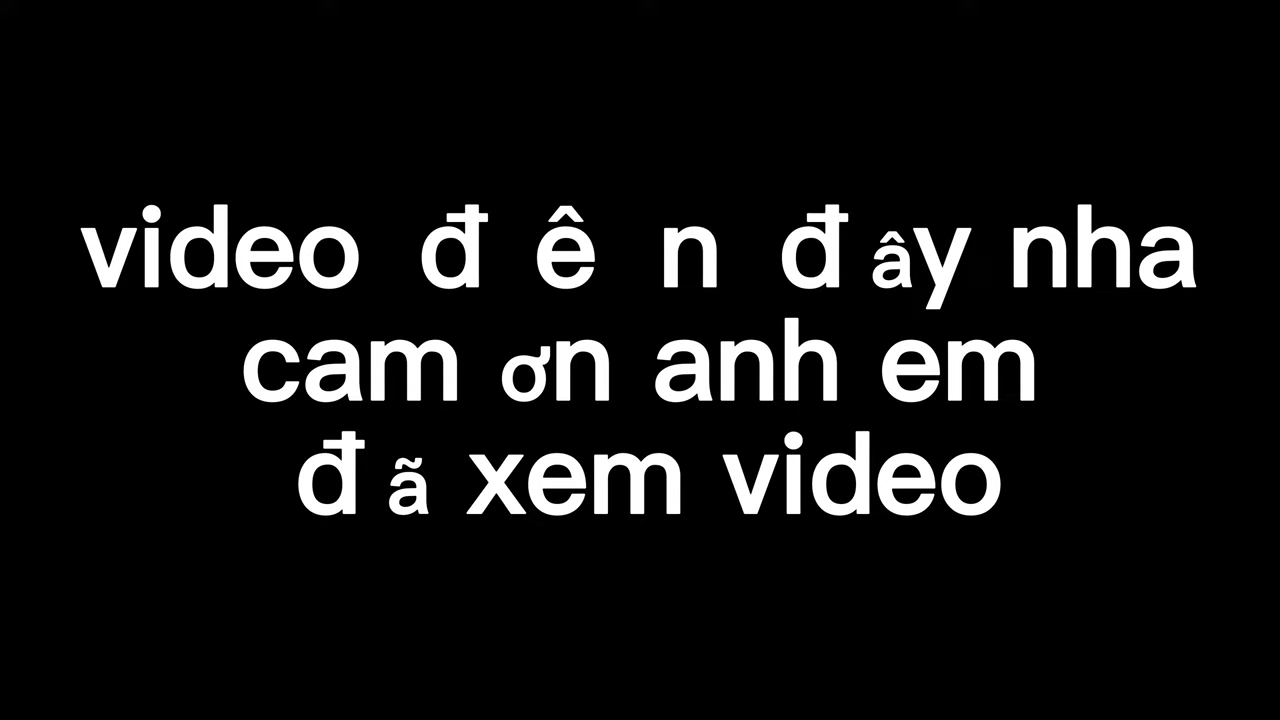 video đ ê n đ ây nha
cam ơn anh em
đ ã xem video